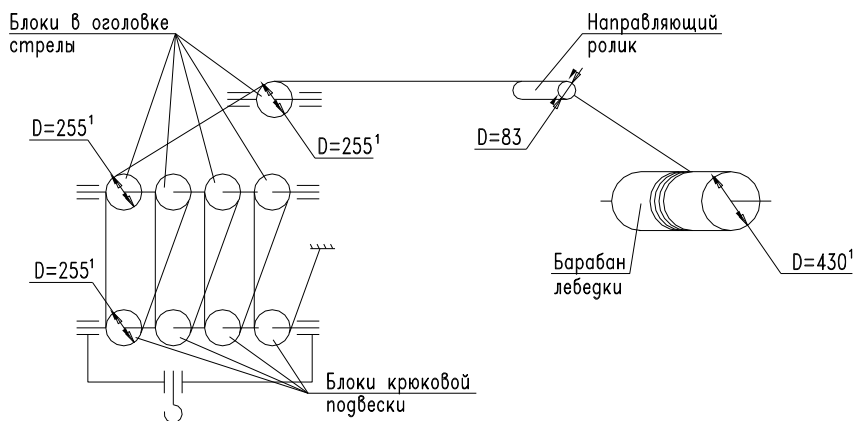 Блоки в оголовке
стрелы
Направляющий
ролик
D=255¹
D=255¹
D=83
D=255¹
Барабан
лебедки
D=430¹
Блоки крюковой
подвески